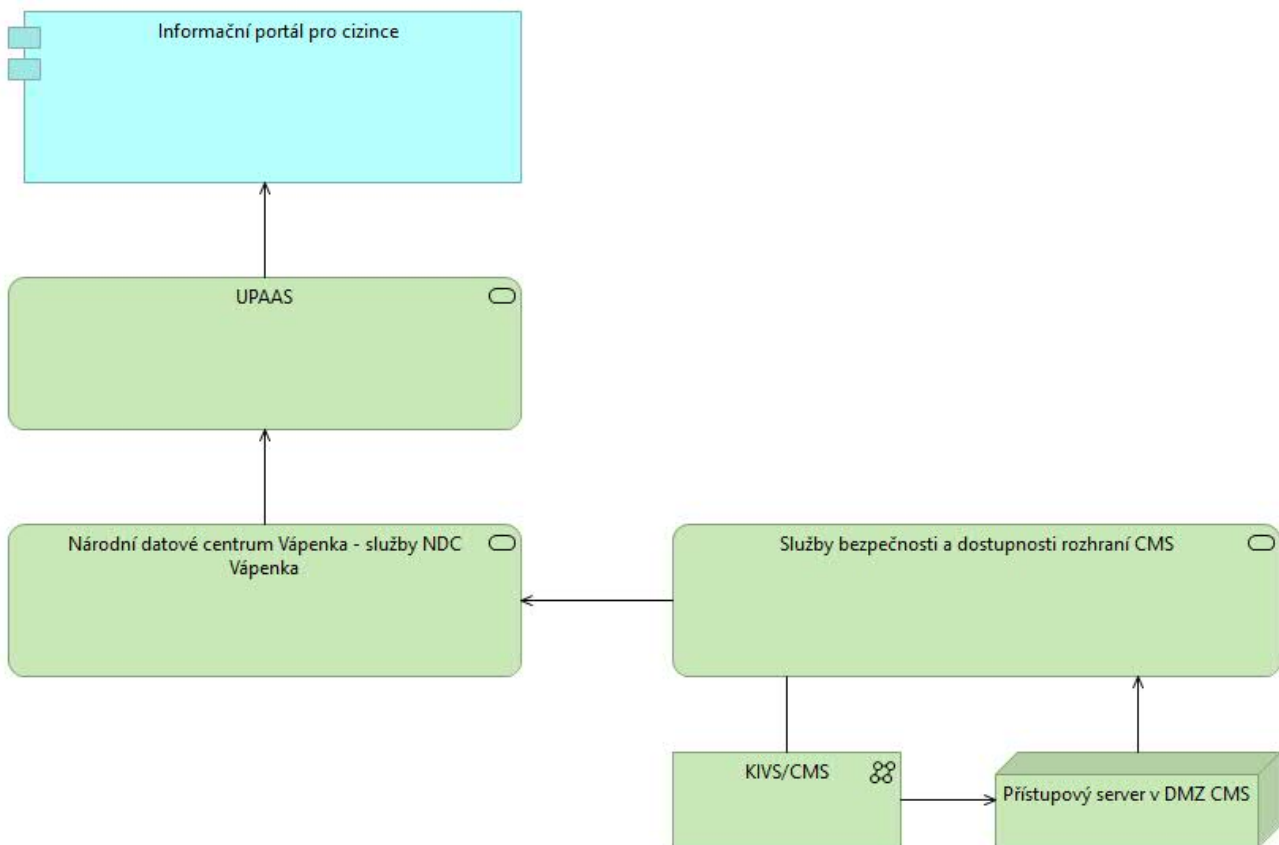 Informační portál pro cizince
UPAAS
Národní datové centrum Vápenka - služby NDC
Vápenka
Služby bezpečnosti a dostupnosti rozhraní CMS
KIVS/CMS
Přístupový server v DMZ CMS